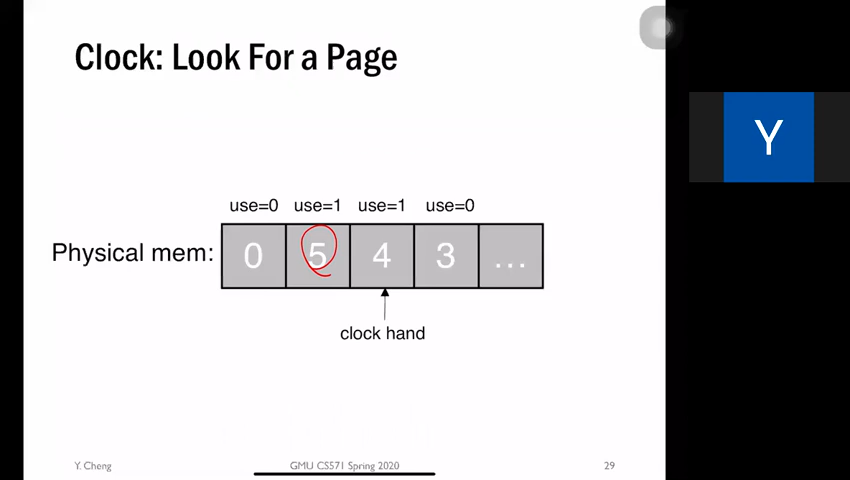 Clock: Look For a Page
Y
use=0 use=1 use=1 use=0
Physical mem: 0 5 4 3 ...
clock hand
Y. Cheng GMU CS571 Spring 2020 29